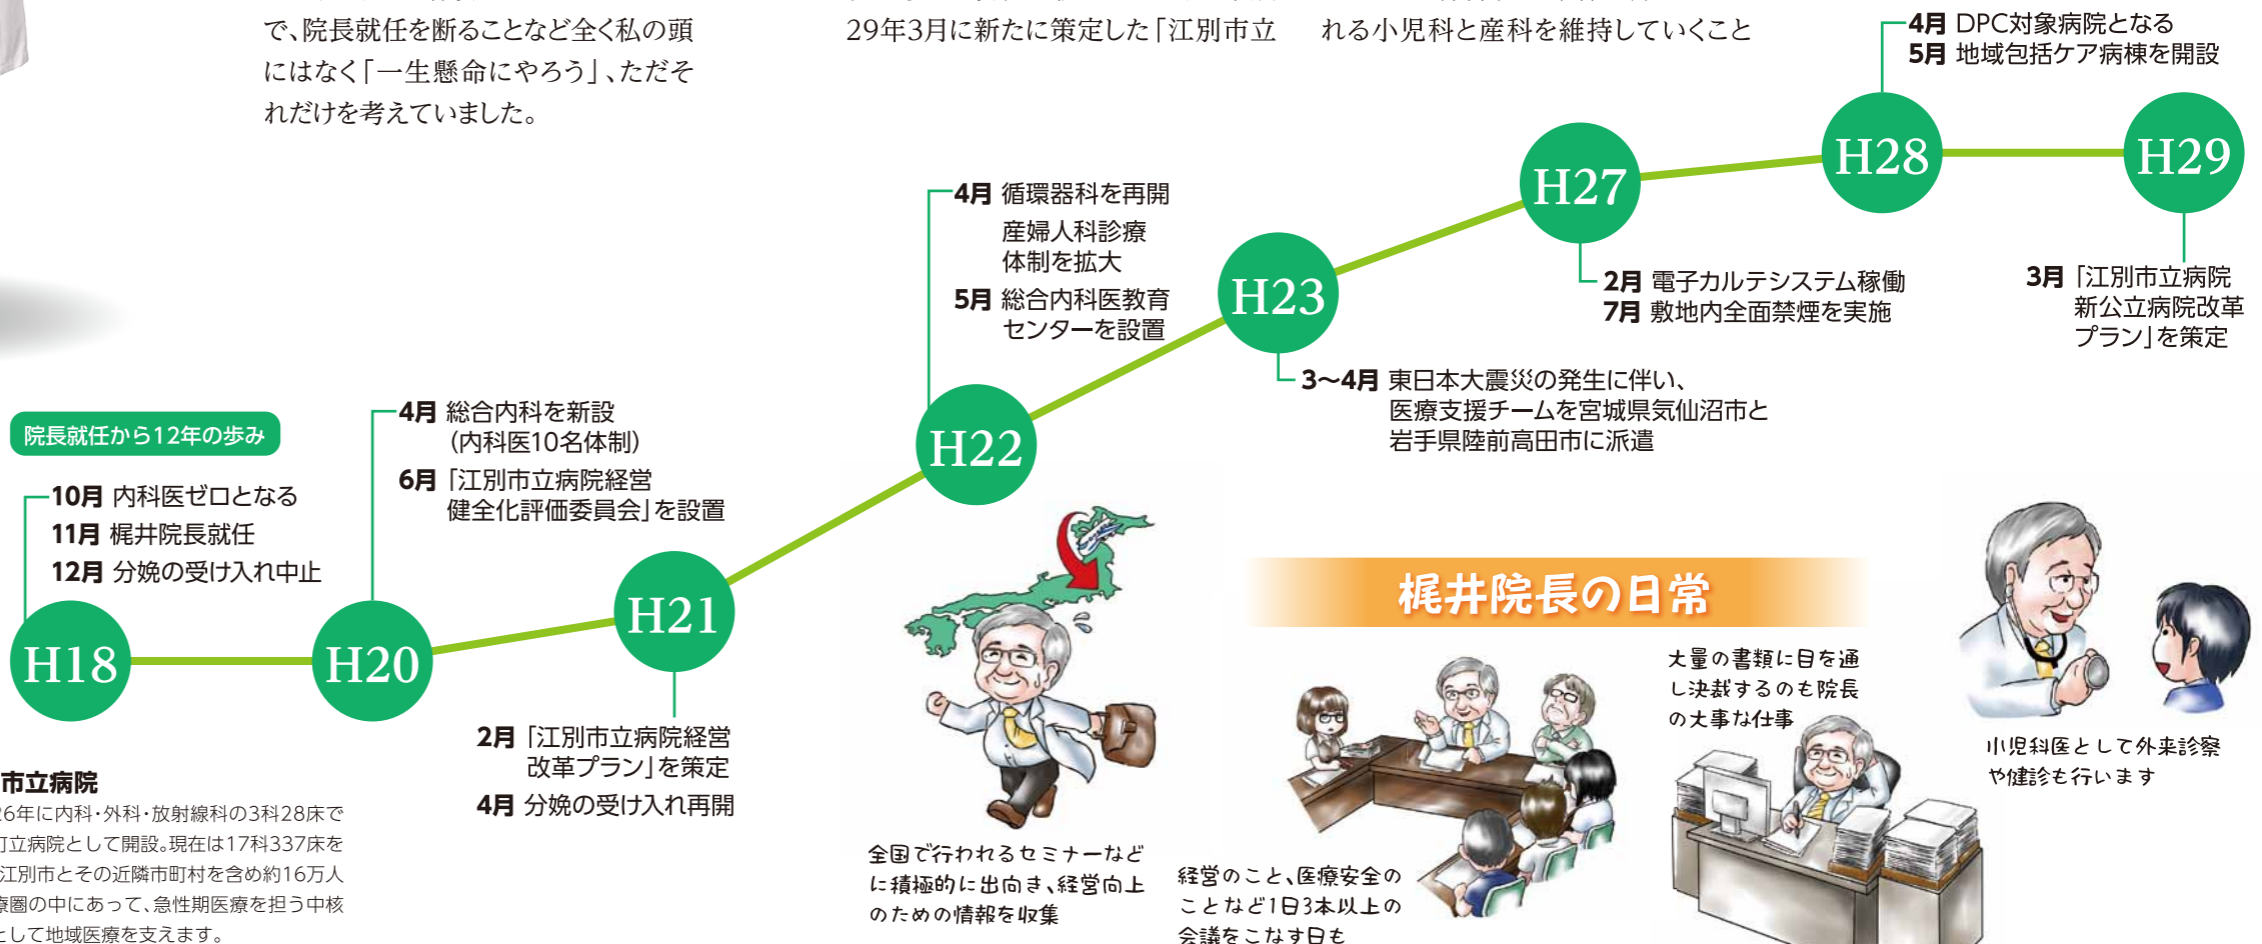 で、院長就任を断ることなど全く私の頭
にはなく「一生懸命にやろう」、ただそ
れだけを考えていました。
29年3月に新たに策定した「江別市立
れる小児科と産科を維持していくこと
院長就任から12年の歩み
10月 内科医ゼロとなる
11月 梶井院長就任
12月 分娩の受け入れ中止
H18
4月 総合内科を新設
(内科医10名体制)
6月「江別市立病院経営
健全化評価委員会」を設置
H20
H21
2月「江別市立病院経営
改革プラン」を策定
4月 分娩の受け入れ再開
4月 循環器科を再開
産婦人科診療
体制を拡大
5月 総合内科医教育
センターを設置
H22
H23
3〜4月 東日本大震災の発生に伴い、
医療支援チームを宮城県気仙沼市と
岩手県陸前高田市に派遣
H27
2月 電子カルテシステム稼働
7月 敷地内全面禁煙を実施
4月 DPC対象病院となる
5月 地域包括ケア病棟を開設
H28
H29
3月「江別市立病院
新公立病院改革
プラン」を策定
市立病院
26年に内科・外科・放射線科の3科28床で
町立病院として開設。現在は17科337床を
江別市とその近隣市町村を含め約16万人
療圏の中にあって、急性期医療を担う中核
として地域医療を支えます。
梶井院長の日常
全国で行われるセミナーなど
に積極的に出向き、経営向上
のための情報を収集
経営のこと、医療安全の
ことなど1日3本以上の
会議をこなす日も
大量の書類に目を通
し決裁するのも院長
の大事な仕事
小児科医として外来診察
や健診も行います